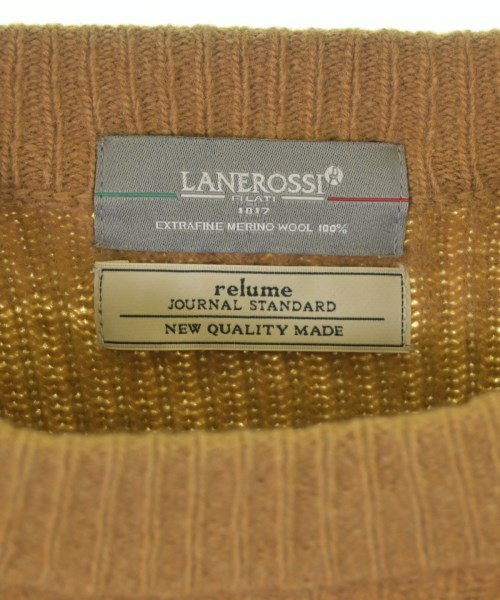 LANEROSSI
FILATI
1817
EXTRAFINE MERINO WOOL 100%
relume
JOURNAL STANDARD
NEW QUALITY MADE